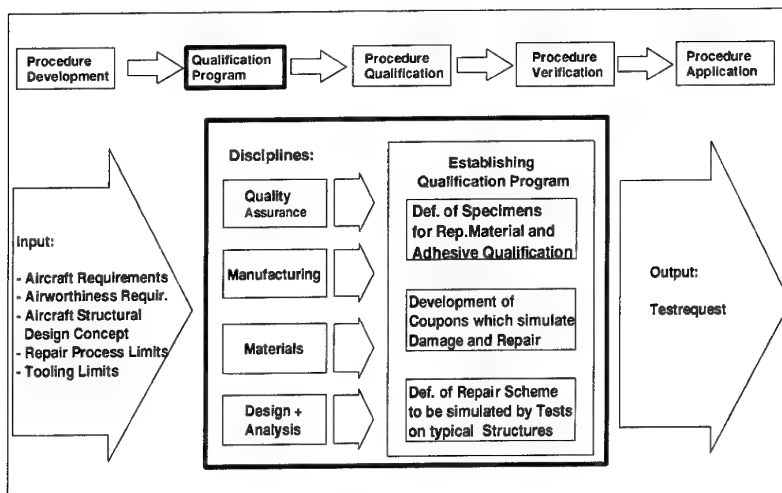 Procedure
Development
Qualification
Program
Procedure
Qualification
Procedure
Verification
Procedure
Application
Input:
- Aircraft Requirements
- Airworthiness Requir.
- Aircraft Structural
Design Concept
- Repair Process Limits
- Tooling Limits
Disciplines:
Quality
Assurance
Manufacturing
Materials
Design +
Analysis
Establishing
Qualification Program
Def. of Specimens
for Rep.Material and
Adhesive Qualification
Development of
Coupons which simulate
Damage and Repair
Def. of Repair Scheme
to be simulated by Tests
on typical Structures
Output:
Testrequest